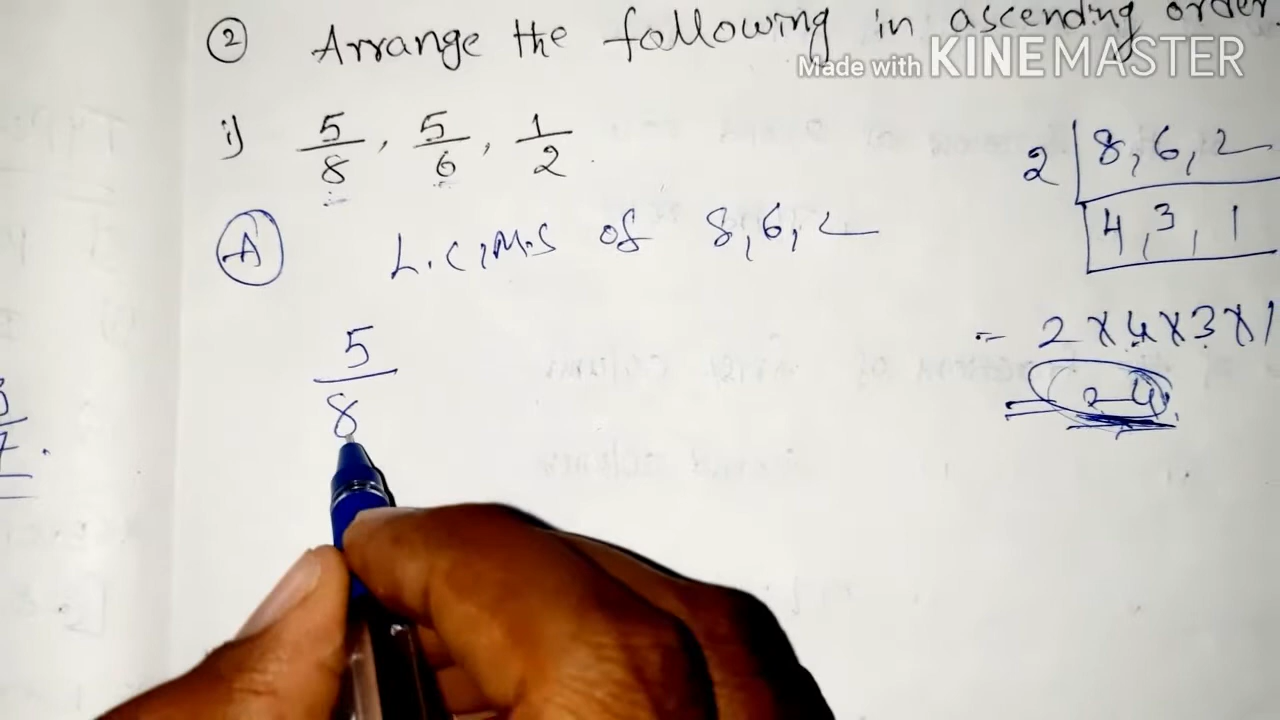 ② Arrange the following in ascending order.
Made with KINEMASTER
i) 5/8, 5/6, 1/2
2 | 8, 6, 2
4, 3, 1
Ⓐ L.C.M.S of 8, 6, 2
= 2 x 4 x 3 x 1
= 24
5/8